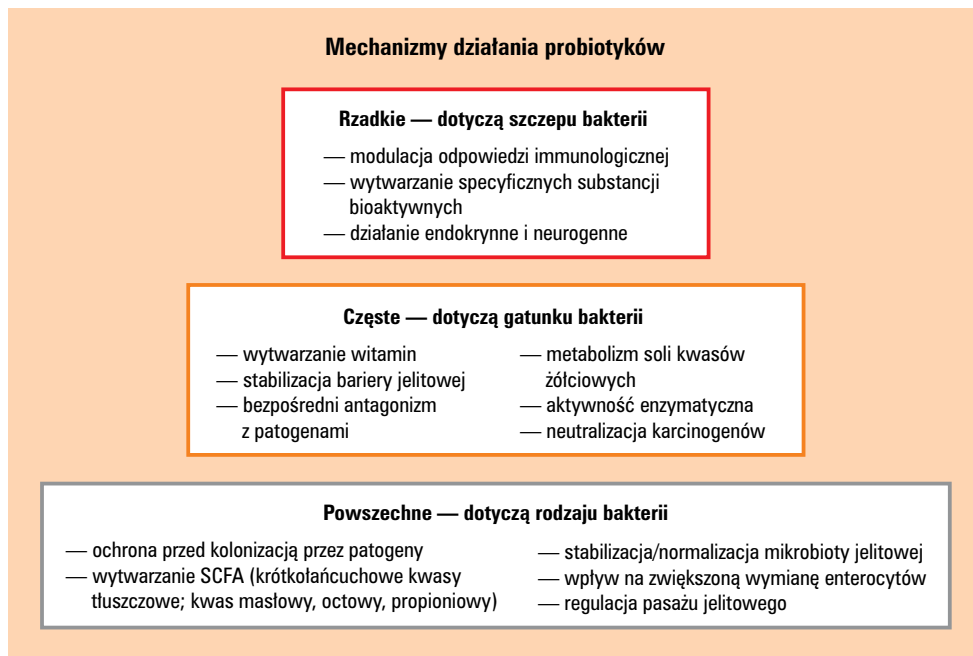 Mechanizmy działania probiotyków
Rzadkie — dotyczą szczepu bakterii
— modulacja odpowiedzi immunologicznej
— wytwarzanie specyficznych substancji
bioaktywnych
— działanie endokrynne i neurogenne
Częste — dotyczą gatunku bakterii
— wytwarzanie witamin
— stabilizacja bariery jelitowej
— bezpośredni antagonizm
z patogenami
— metabolizm soli kwasów
żółciowych
— aktywność enzymatyczna
— neutralizacja karcinogenów
Powszechne — dotyczą rodzaju bakterii
— ochrona przed kolonizacją przez patogeny
— wytwarzanie SCFA (krótkołańcuchowe kwasy
tłuszczowe; kwas masłowy, octowy, propioniowy)
— stabilizacja/normalizacja mikrobioty jelitowej
— wpływ na zwiększoną wymianę enterocytów
— regulacja pasażu jelitowego